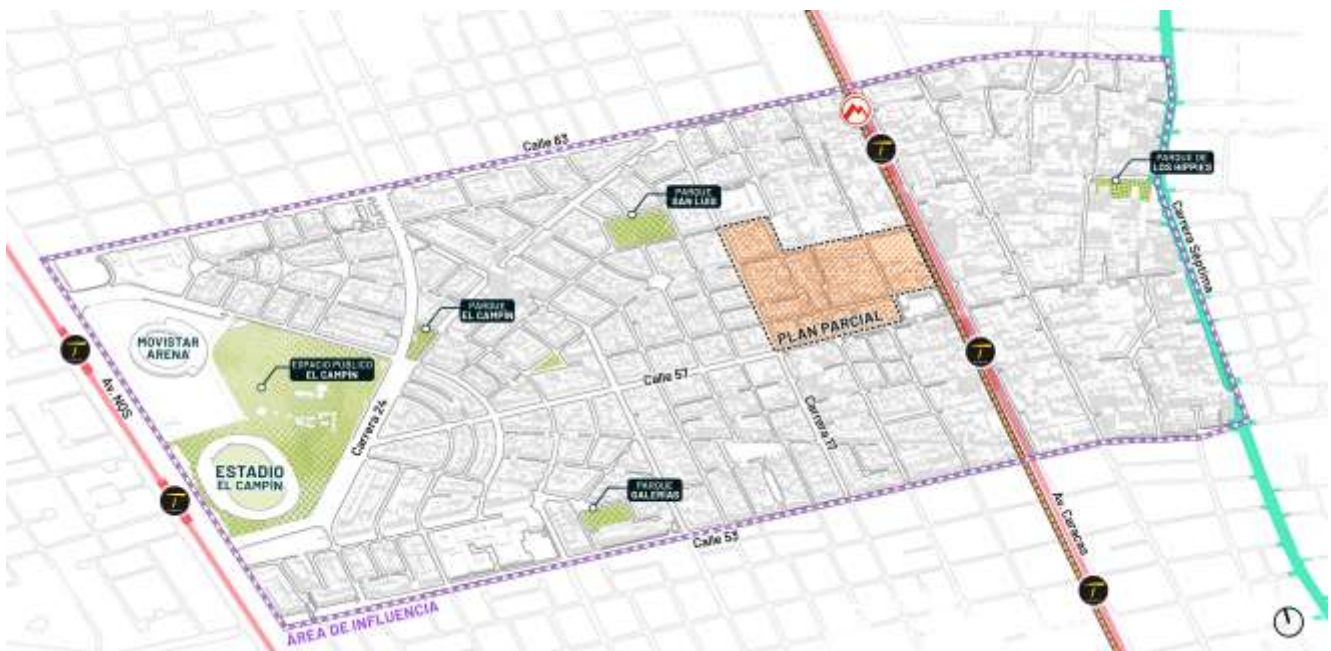 Calle 63
PARQUE DE
LOS HIPPIES
PARQUE
SAN LUIS
Carrera Séptima
PARQUE
EL CAMPÍN
MOVISTAR
ARENA
PLAN PARCIAL
ESPACIO PÚBLICO
EL CAMPÍN
Av. NQS
Calle 57
Carrera 24
Carrera 17
ESTADIO
EL CAMPÍN
PARQUE
GALERÍAS
Av. Caracas
Calle 53
ÁREA DE INFLUENCIA